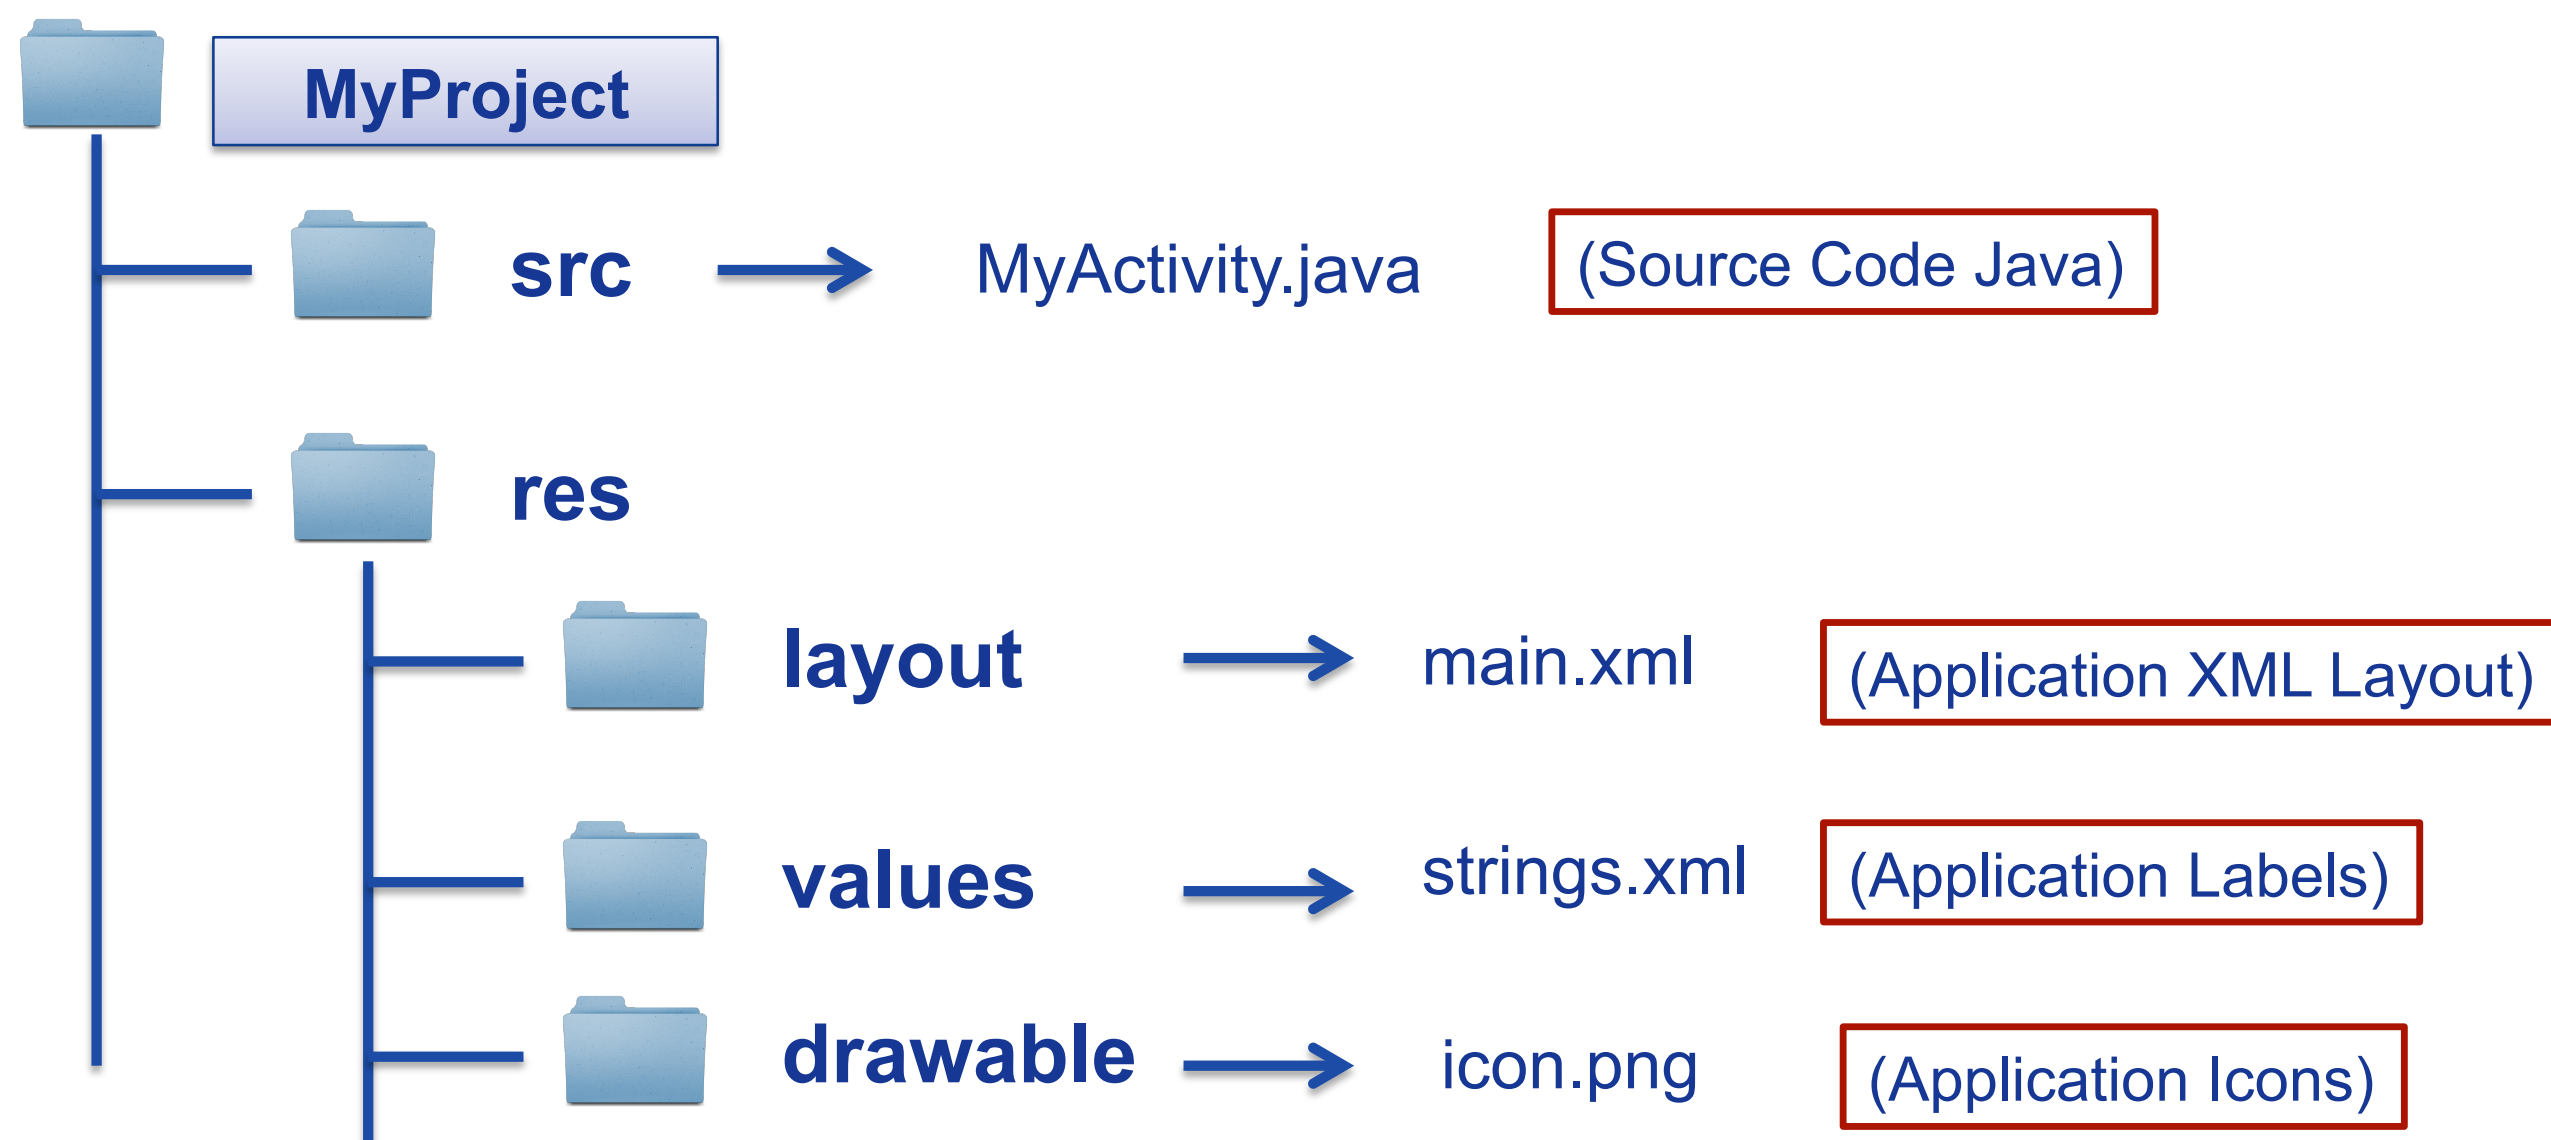 MyProject
src
MyActivity.java
(Source Code Java)
res
layout
main.xml
(Application XML Layout)
values
strings.xml
(Application Labels)
drawable
icon.png
(Application Icons)